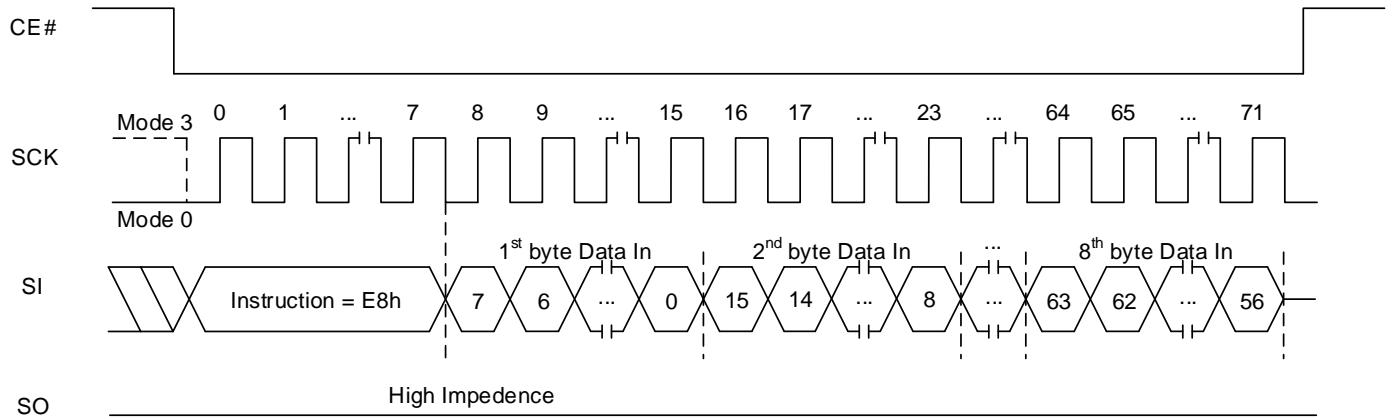 CE#
0 1 ... 7 8 9 ... 15 16 17 ... 23 ... 64 65 ... 71
Mode 3
SCK
Mode 0
1st byte Data In 2nd byte Data In ... 8th byte Data In
SI
Instruction = E8h 7 6 ... 0 15 14 ... 8 ... 63 62 ... 56
High Impedence
SO